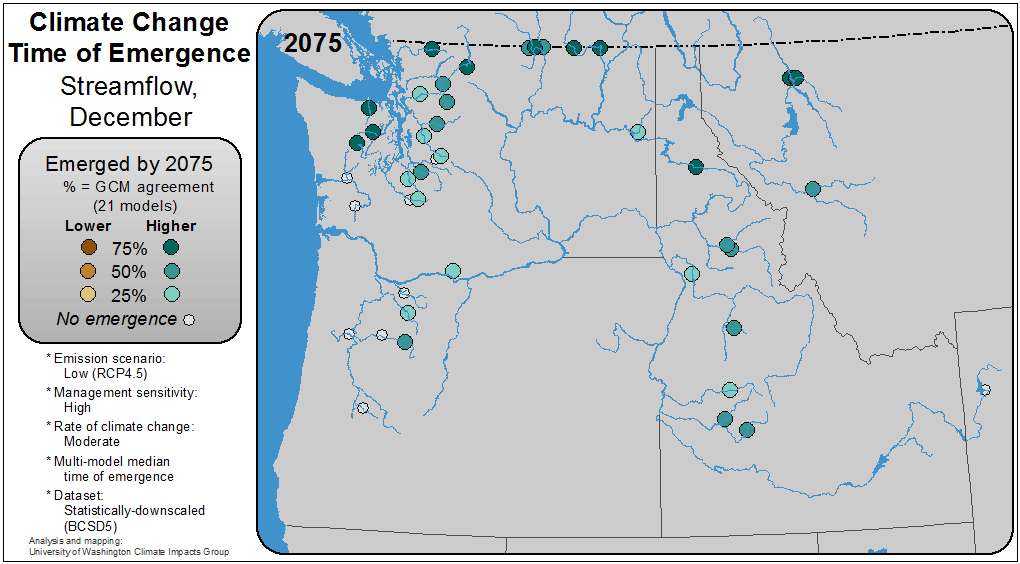 Climate Change
Time of Emergence
Streamflow,
December
2075
Emerged by 2075
% = GCM agreement
(21 models)
Lower Higher
75%
50%
25%
No emergence
* Emission scenario:
Low (RCP4.5)
* Management sensitivity:
High
* Rate of climate change:
Moderate
* Multi-model median
time of emergence
* Dataset:
Statistically-downscaled
(BCSD5)
Analysis and mapping:
University of Washington Climate Impacts Group